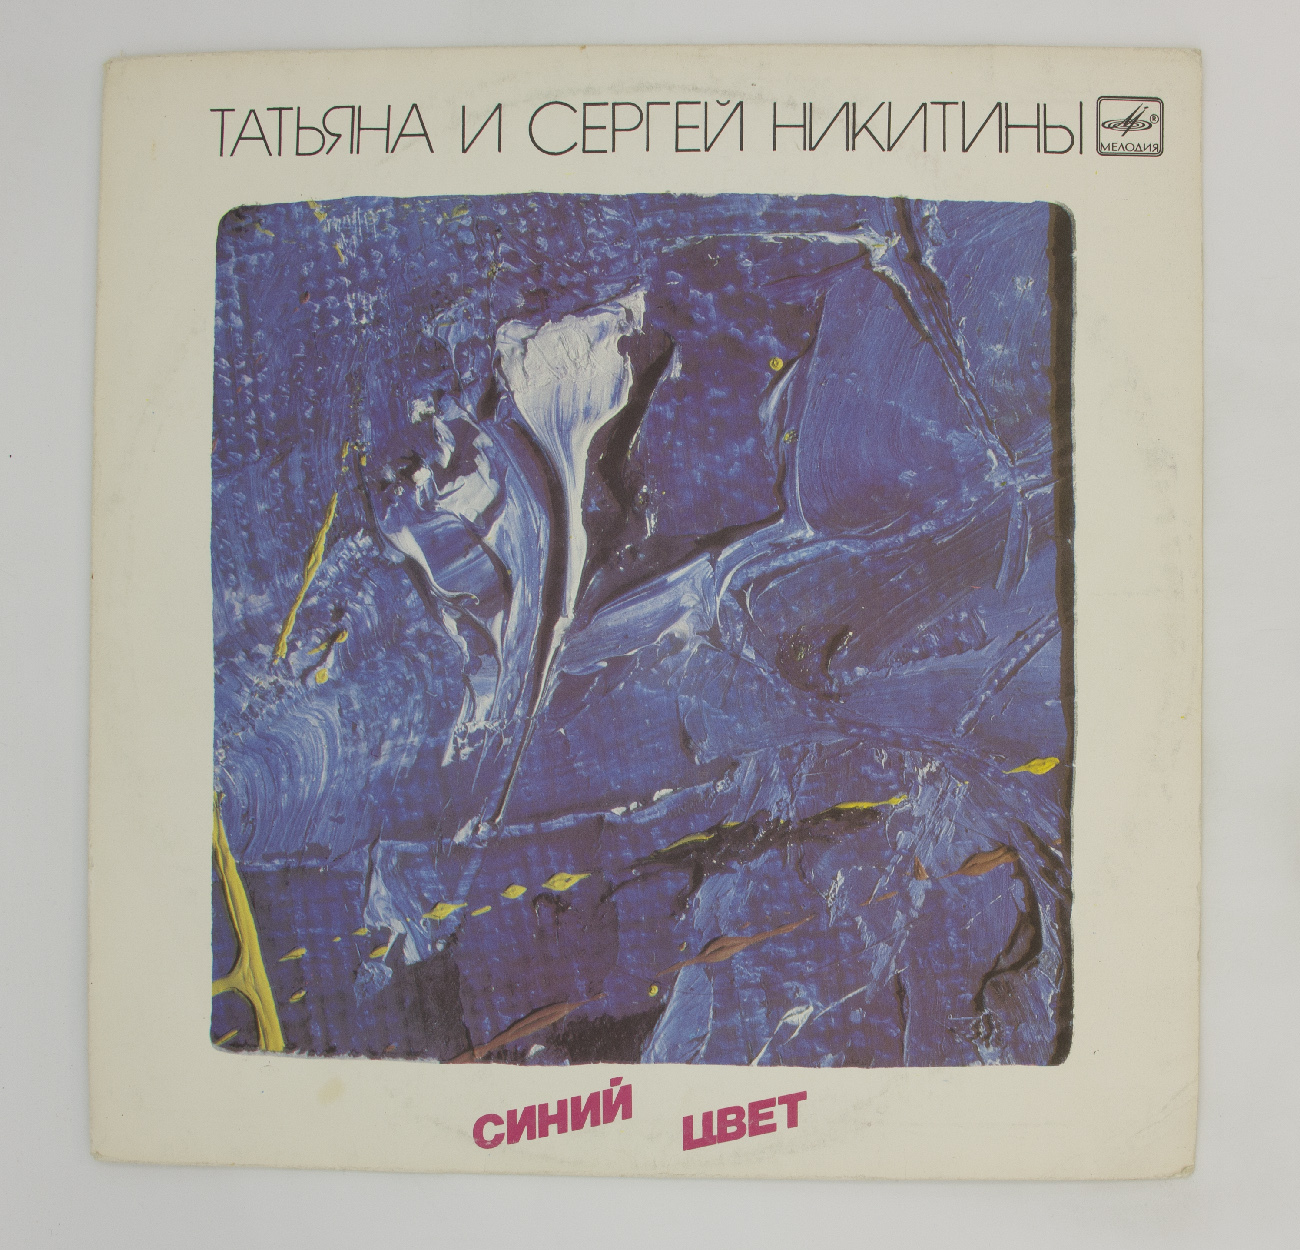 ТАТЬЯНА И СЕРГЕЙ НИКИТИНЫ
МЕЛОДИЯ
®
СИНИЙ ЦВЕТ